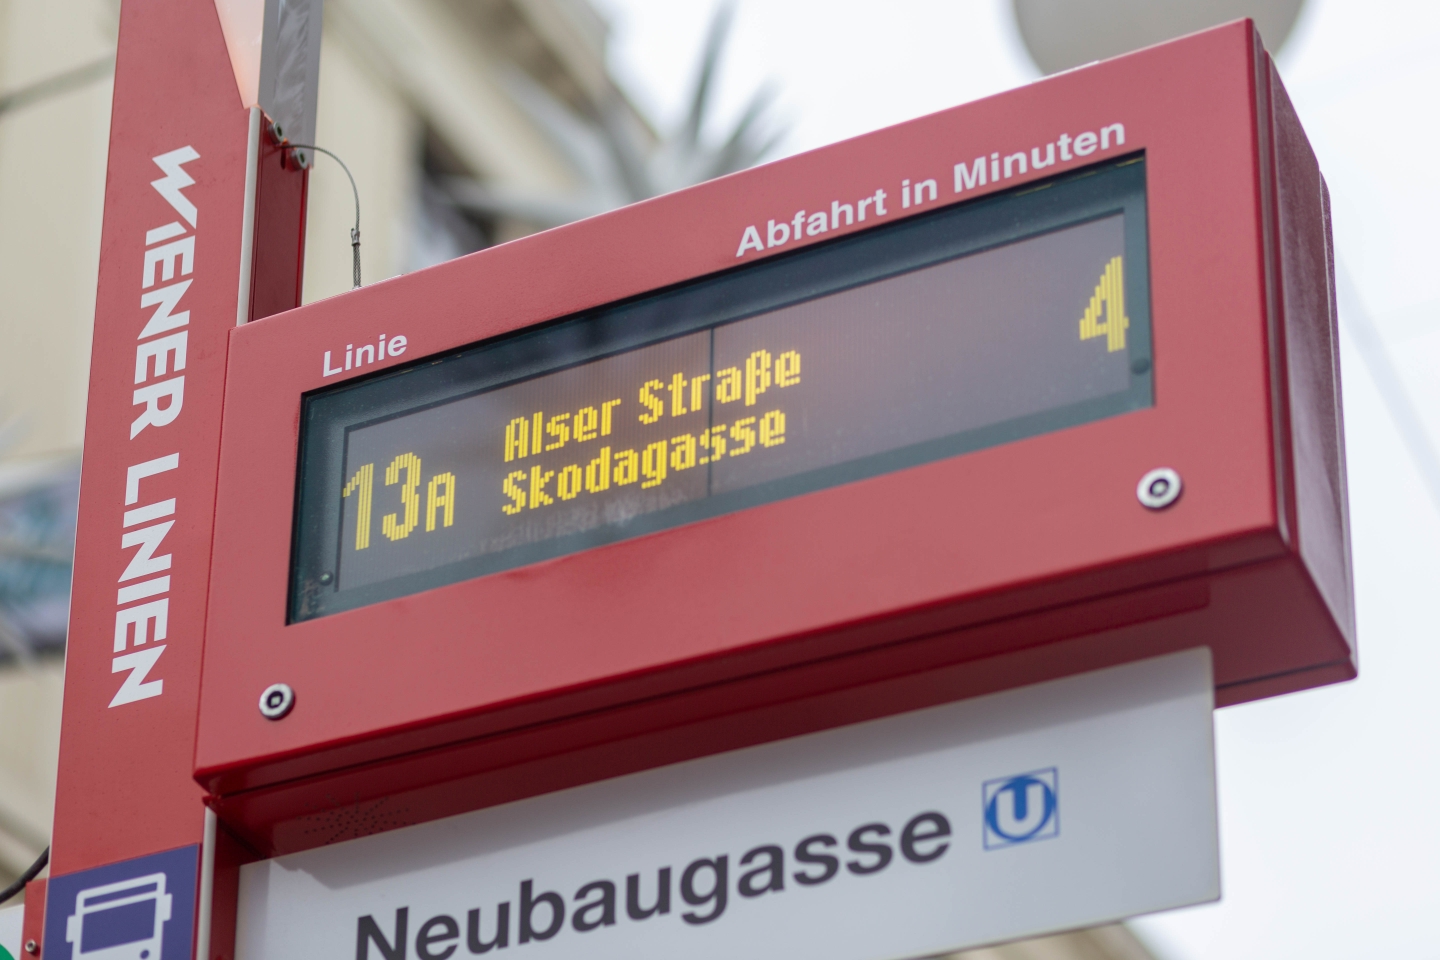 WIENER LINIEN
Linie
Abfahrt in Minuten
13A
Alser Straße
Skodagasse
4
Neubaugasse U